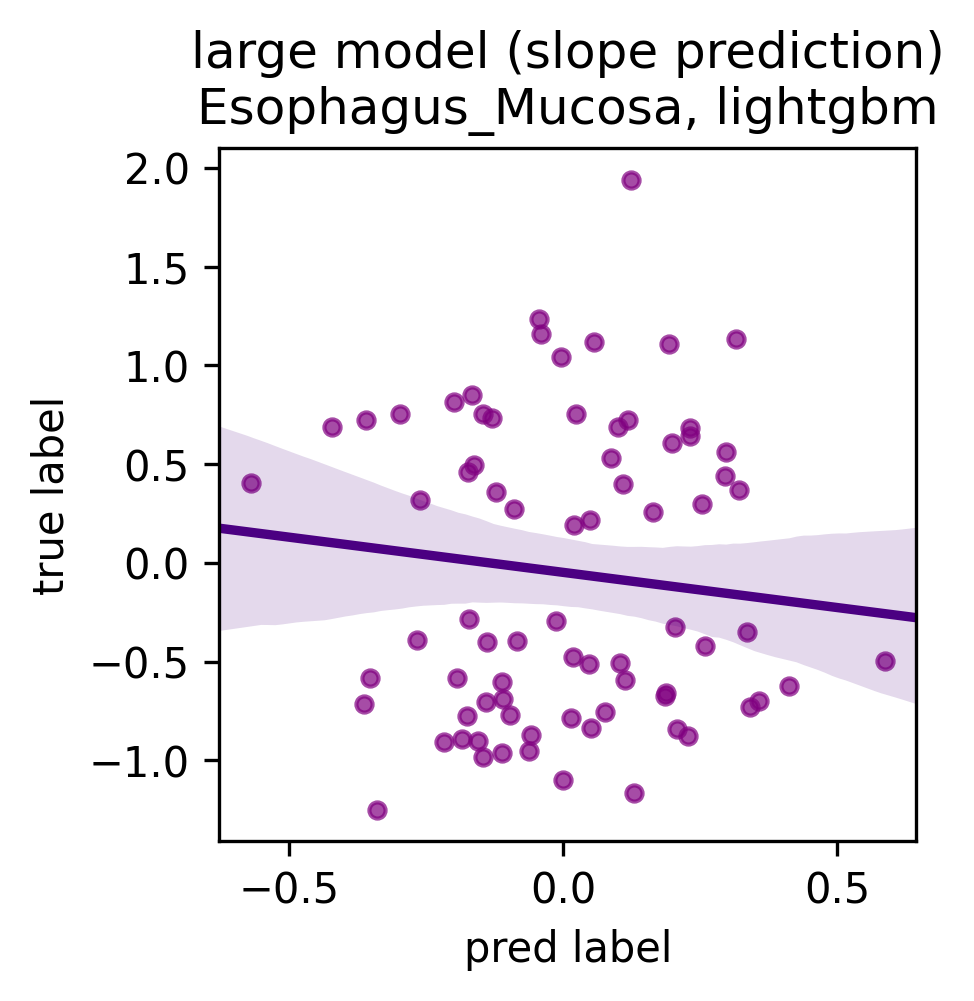 large model (slope prediction)
Esophagus_Mucosa, lightgbm
2.0
1.5
1.0
0.5
0.0
−0.5
−1.0
true label
−0.5
0.0
0.5
pred label